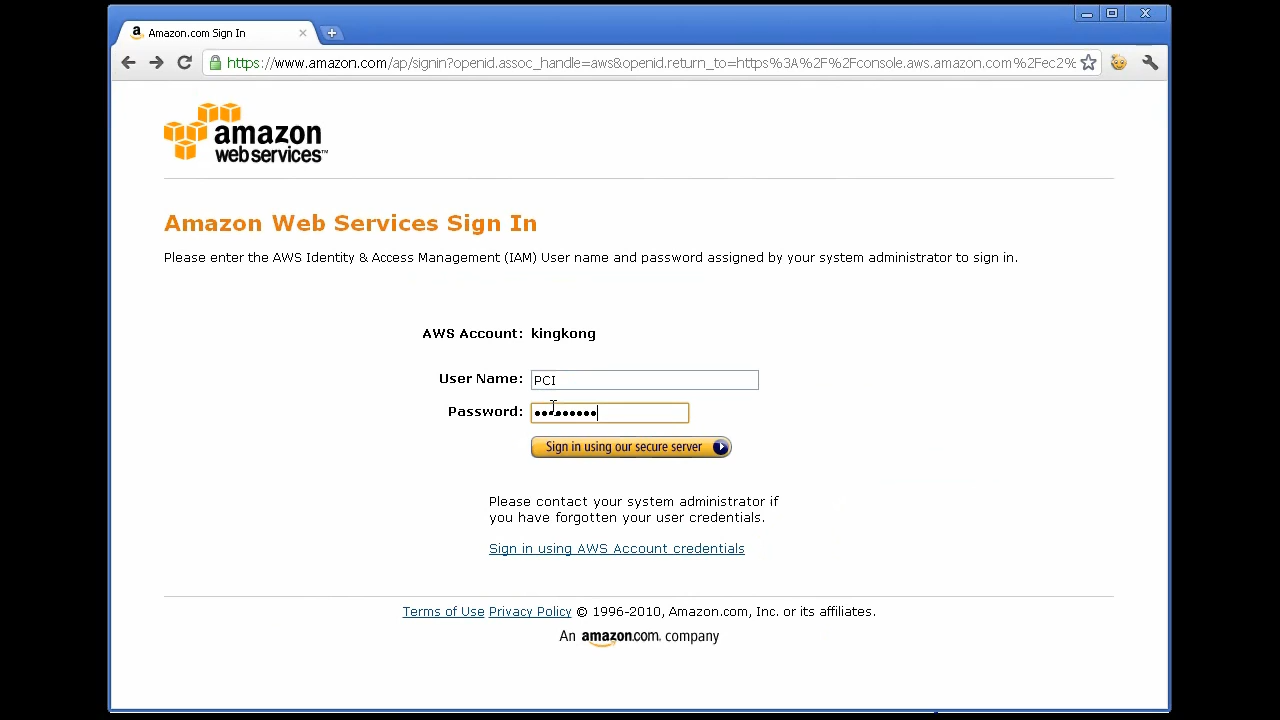 Amazon.com Sign In
https://www.amazon.com/ap/signin?openid.assoc_handle=aws&openid.return_to=https%3A%2F%2Fconsole.aws.amazon.com%2Fec2%
amazon
webservices™
Amazon Web Services Sign In
Please enter the AWS Identity & Access Management (IAM) User name and password assigned by your system administrator to sign in.
AWS Account: kingkong
User Name: PCI
Password: •••••••••
Sign in using our secure server
Please contact your system administrator if
you have forgotten your user credentials.
Sign in using AWS Account credentials
Terms of Use Privacy Policy © 1996-2010, Amazon.com, Inc. or its affiliates.
An amazon.com. company